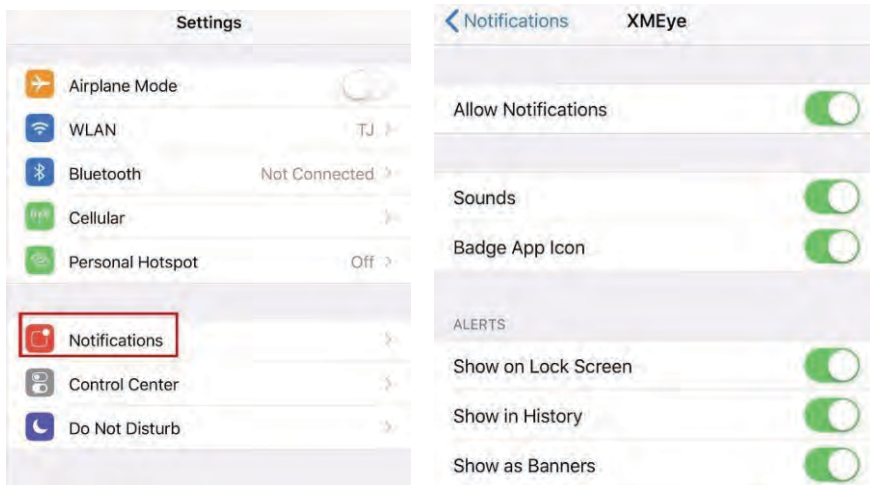 Settings
Airplane Mode
WLAN TJ
Bluetooth Not Connected
Cellular
Personal Hotspot Off
Notifications
Control Center
Do Not Disturb
Notifications XMEye
Allow Notifications
Sounds
Badge App Icon
ALERTS
Show on Lock Screen
Show in History
Show as Banners